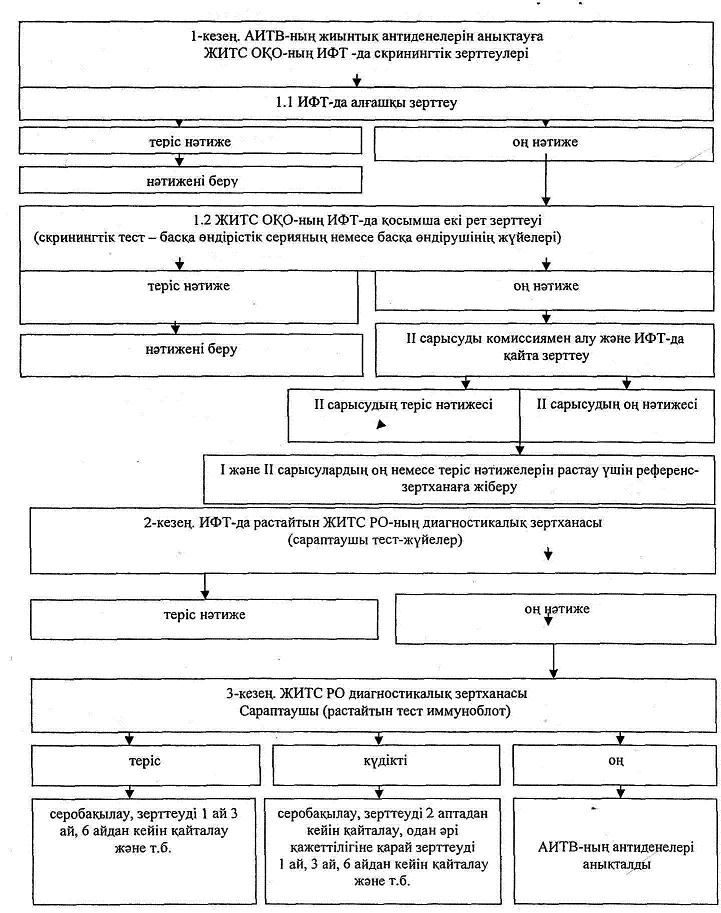 1-кезең. АИТВ-ның жиынтық антиденелерін анықтауға
ЖИТС ОҚО-ның ИФТ -да скринингтік зерттеулері
1.1 ИФТ-да алғашқы зерттеу
теріс нәтиже
оң нәтиже
нәтижені беру
1.2 ЖИТС ОҚО-ның ИФТ-да қосымша екі рет зерттеуі
(скринингтік тест – басқа өндірістік серияның немесе басқа өндірушінің жүйелері)
теріс нәтиже
оң нәтиже
нәтижені беру
II сарысуды комиссиямен алу және ИФТ-да
қайта зерттеу
II сарысудың теріс нәтижесі
II сарысудың оң нәтижесі
I және II сарысулардың оң немесе теріс нәтижелерін растау үшін референс-
зертханаға жіберу
2-кезең. ИФТ-да растайтын ЖИТС РО-ның диагностикалық зертханасы
(сараптаушы тест-жүйелер)
теріс нәтиже
оң нәтиже
3-кезең. ЖИТС РО диагностикалық зертханасы
Сараптаушы (растайтын тест иммуноблот)
теріс
күдікті
оң
серобақылау, зерттеуді 1 ай 3
ай, 6 айдан кейін қайталау
және т.б.
серобақылау, зерттеуді 2 аптадан
кейін қайталау, одан әрі
қажеттілігіне қарай зерттеуді
1 ай, 3 ай, 6 айдан кейін қайталау
және т.б.
АИТВ-ның антиденелері
анықталды